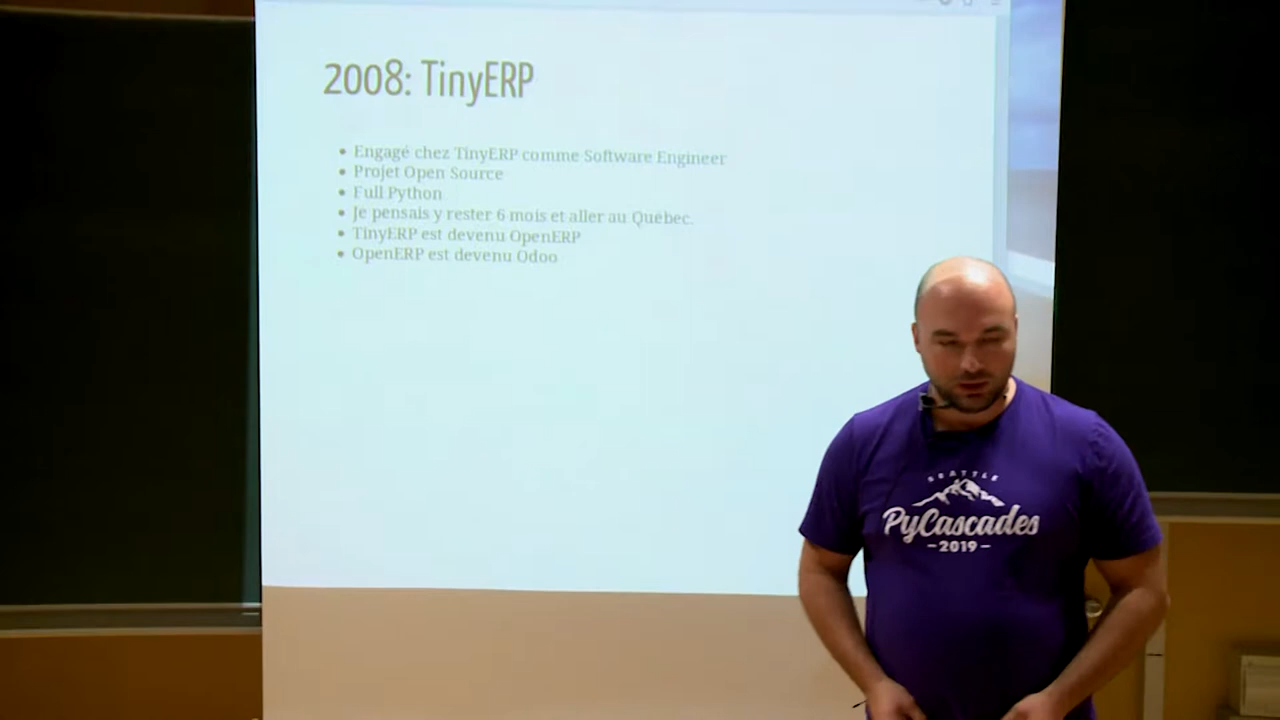 2008: TinyERP
• Engagé chez TinyERP comme Software Engineer
• Projet Open Source
• Full Python
• Je pensais y rester 6 mois et aller au Québec.
• TinyERP est devenu OpenERP
• OpenERP est devenu Odoo
SEATTLE
PyCascades
-2019-